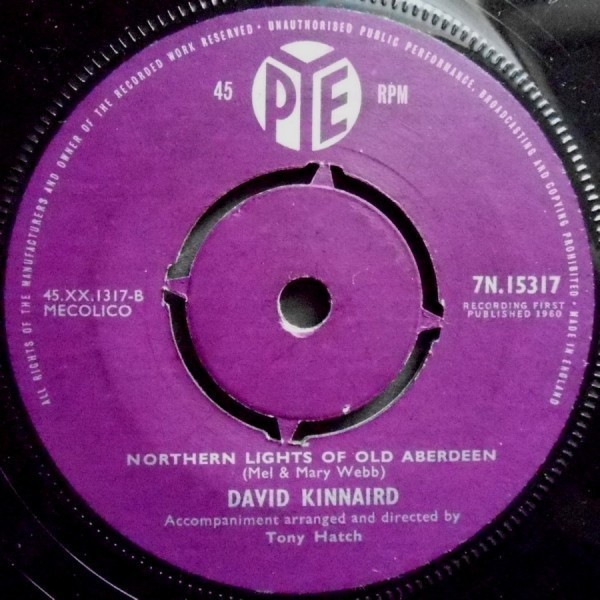 ALL RIGHTS OF THE MANUFACTURERS AND OWNER OF THE RECORDED WORK RESERVED • UNAUTHORISED PUBLIC PERFORMANCE, BROADCASTING AND COPYING PROHIBITED • MADE IN ENGLAND
45 PYE RPM
45.XX.1317-B
MECOLICO
7N.15317
RECORDING FIRST
PUBLISHED 1960
NORTHERN LIGHTS OF OLD ABERDEEN
(Mel & Mary Webb)
DAVID KINNAIRD
Accompaniment arranged and directed by
Tony Hatch